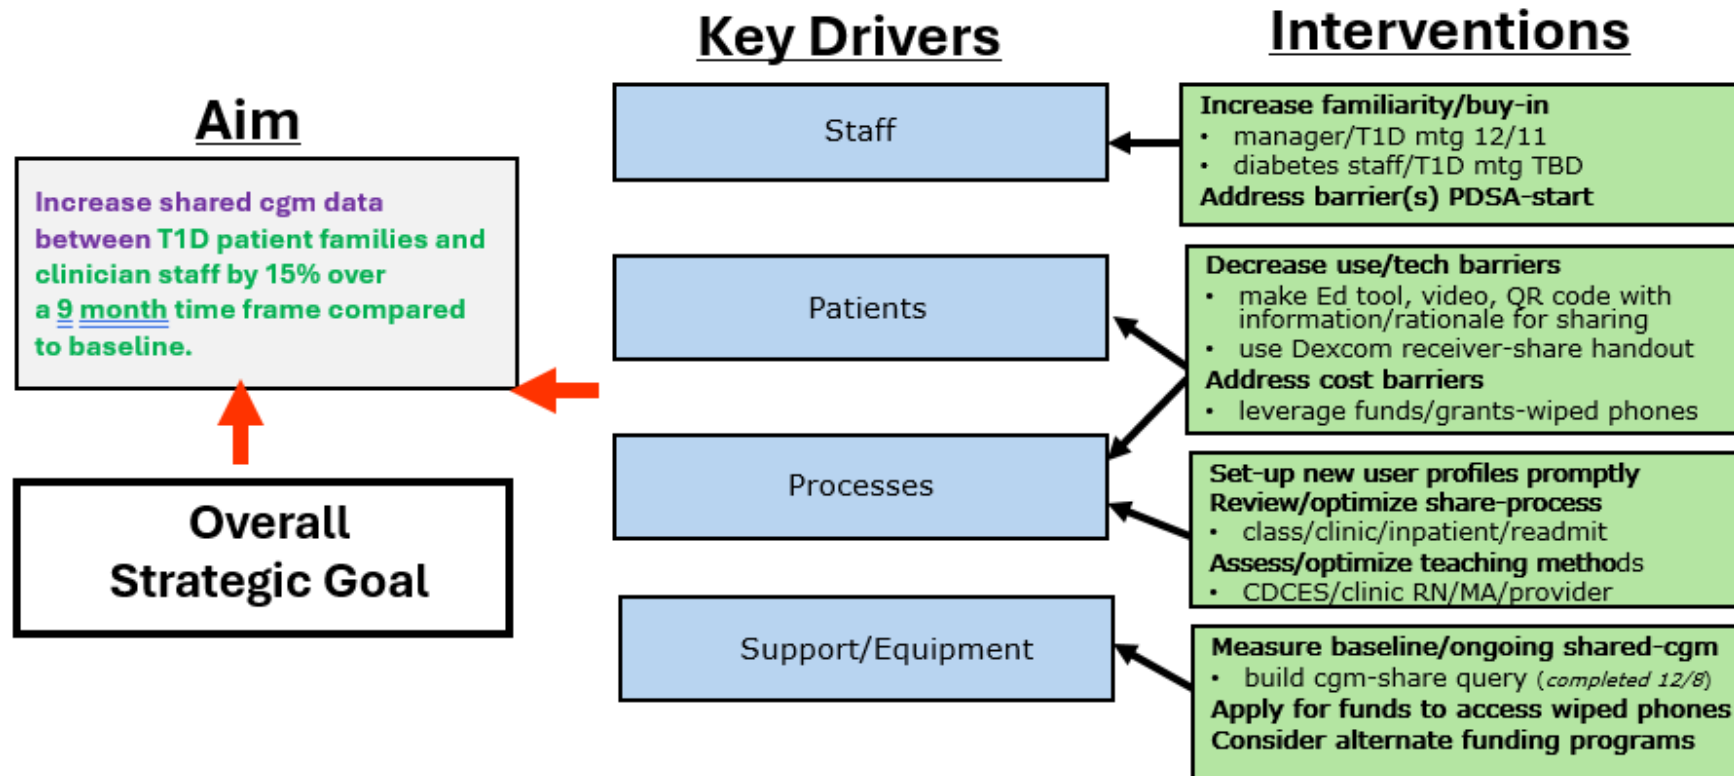 Aim
Increase shared cgm data
between T1D patient families and
clinician staff by 15% over
a 9 month time frame compared
to baseline.
Overall
Strategic Goal
Key Drivers
Staff
Patients
Processes
Support/Equipment
Interventions
Increase familiarity/buy-in
• manager/T1D mtg 12/11
• diabetes staff/T1D mtg TBD
Address barrier(s) PDSA-start
Decrease use/tech barriers
• make Ed tool, video, QR code with
information/rationale for sharing
• use Dexcom receiver-share handout
Address cost barriers
• leverage funds/grants-wiped phones
Set-up new user profiles promptly
Review/optimize share-process
• class/clinic/inpatient/readmit
Assess/optimize teaching methods
• CDCES/clinic RN/MA/provider
Measure baseline/ongoing shared-cgm
• build cgm-share query (completed 12/8)
Apply for funds to access wiped phones
Consider alternate funding programs